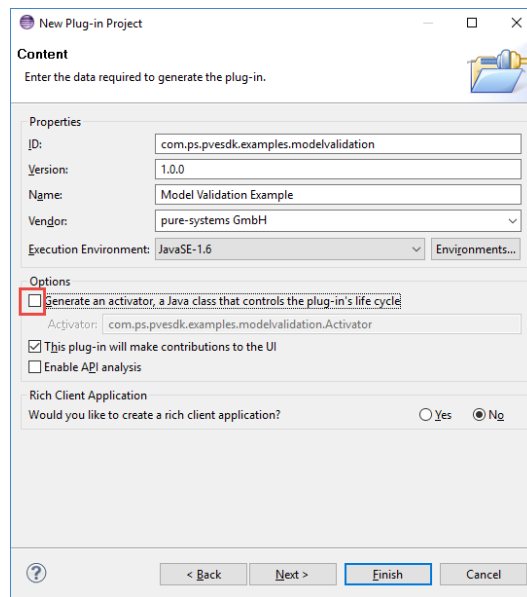 New Plug-in Project
Content
Enter the data required to generate the plug-in.
Properties
ID: com.ps.pvesdk.examples.modelvalidation
Version: 1.0.0
Name: Model Validation Example
Vendor: pure-systems GmbH
Execution Environment: JavaSE-1.6 Environments...
Options
Generate an activator, a Java class that controls the plug-in's life cycle
Activator: com.ps.pvesdk.examples.modelvalidation.Activator
This plug-in will make contributions to the UI
Enable API analysis
Rich Client Application
Would you like to create a rich client application? Yes No
? < Back Next > Finish Cancel